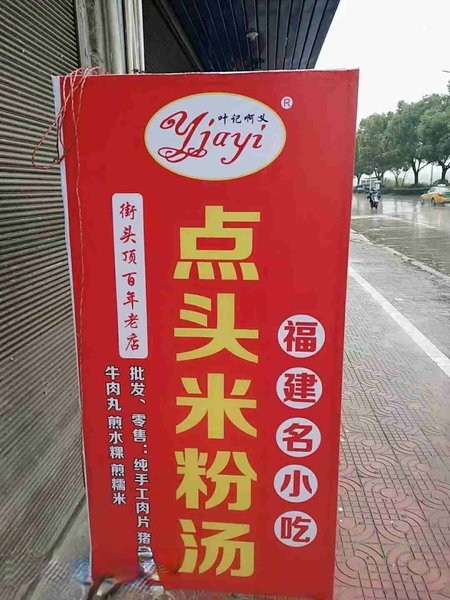 叶记啊义
yjayi
®
街头顶百年老店
点头米粉汤
福建名小吃
批发、零售：纯手工肉片 猪
牛肉丸 煎水粿 煎糯米